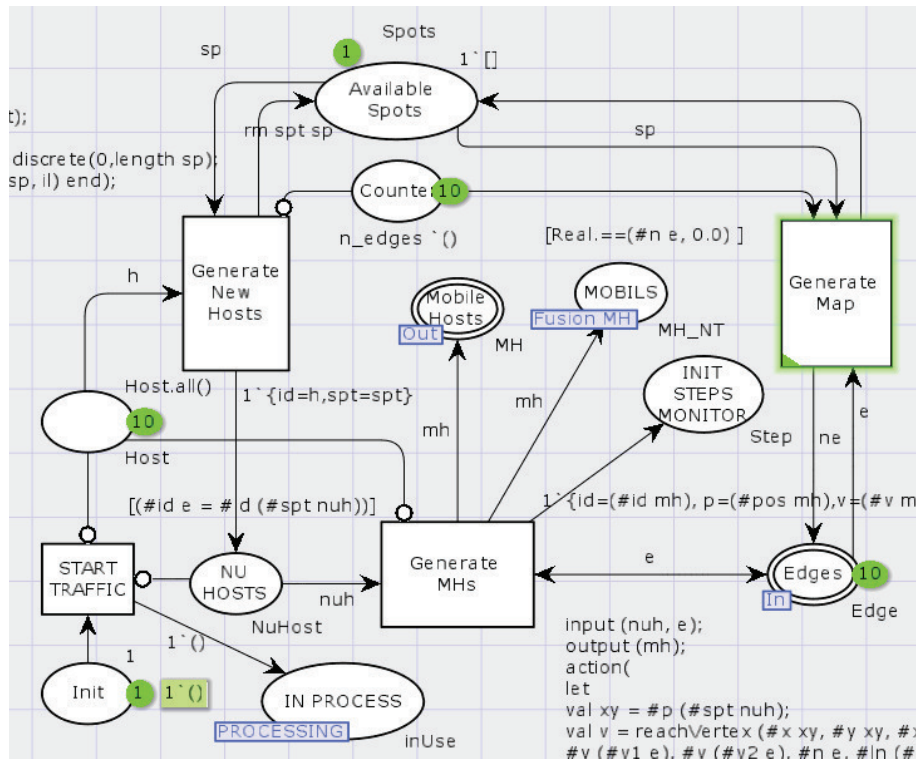 Spots
sp
1
1`[]
Available
Spots
t);
rm spt sp
sp
discrete(0,length sp);
sp, il) end);
Counte
10
n_edges `()
[Real.==(#n e, 0.0) ]
Generate
New
Hosts
Generate
Map
h
Mobile
Hosts
Out
MH
MOBILS
Fusion MH
MH_NT
INIT
STEPS
MONITOR
Host.all()
10
Host
1`{id=h,spt=spt}
mh
mh
Step
ne
e
[(#id e = # d (#spt nuh))]
1`{id=(#id mh), p=(#pos mh),v=(#v m
START
TRAFFIC
NU
HOSTS
NuHost
nuh
Generate
MHs
e
Edges
10
In
Edge
1`()
1
Init
1
1`()
IN PROCESS
PROCESSING
inUse
input (nuh, e);
output (mh);
action(
let
val xy = #p (#spt nuh);
val v = reachVertex (#x xy, #y xy, #x
#y (#v1 e), #y (#v2 e), #n e, #ln (#